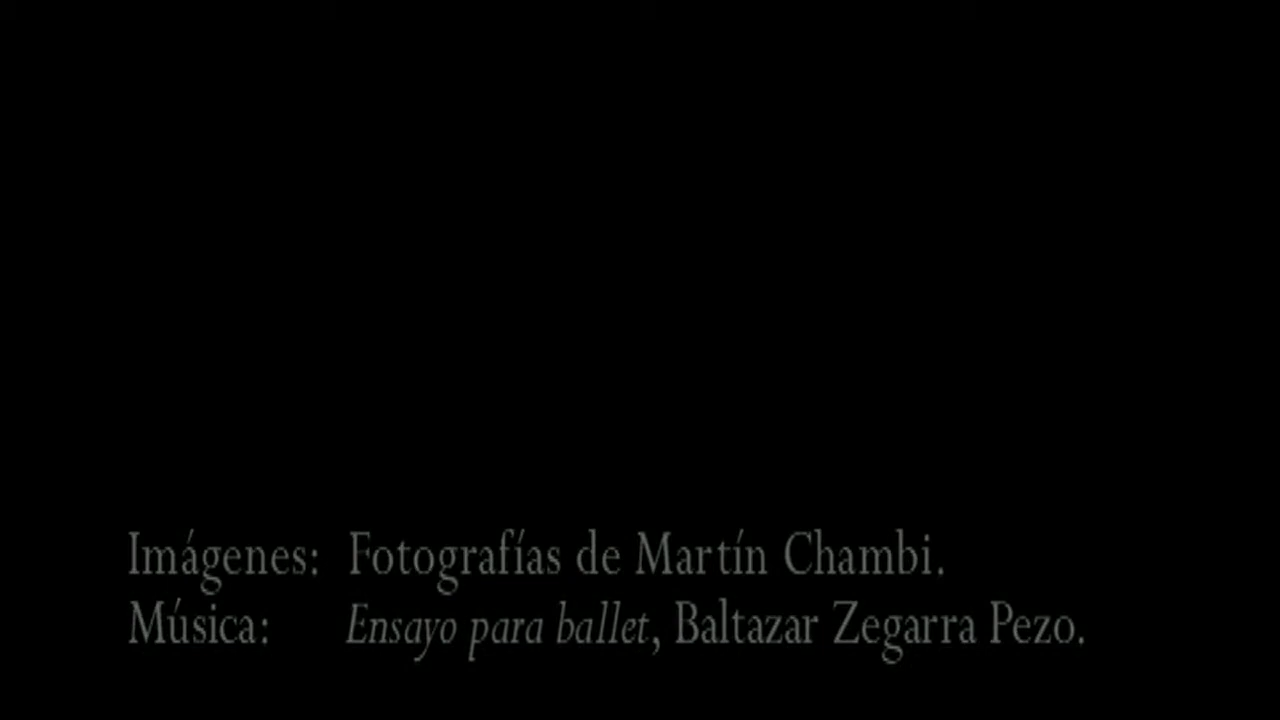 Imágenes: Fotografías de Martín Chambi.
Música: Ensayo para ballet, Baltazar Zegarra Pezo.